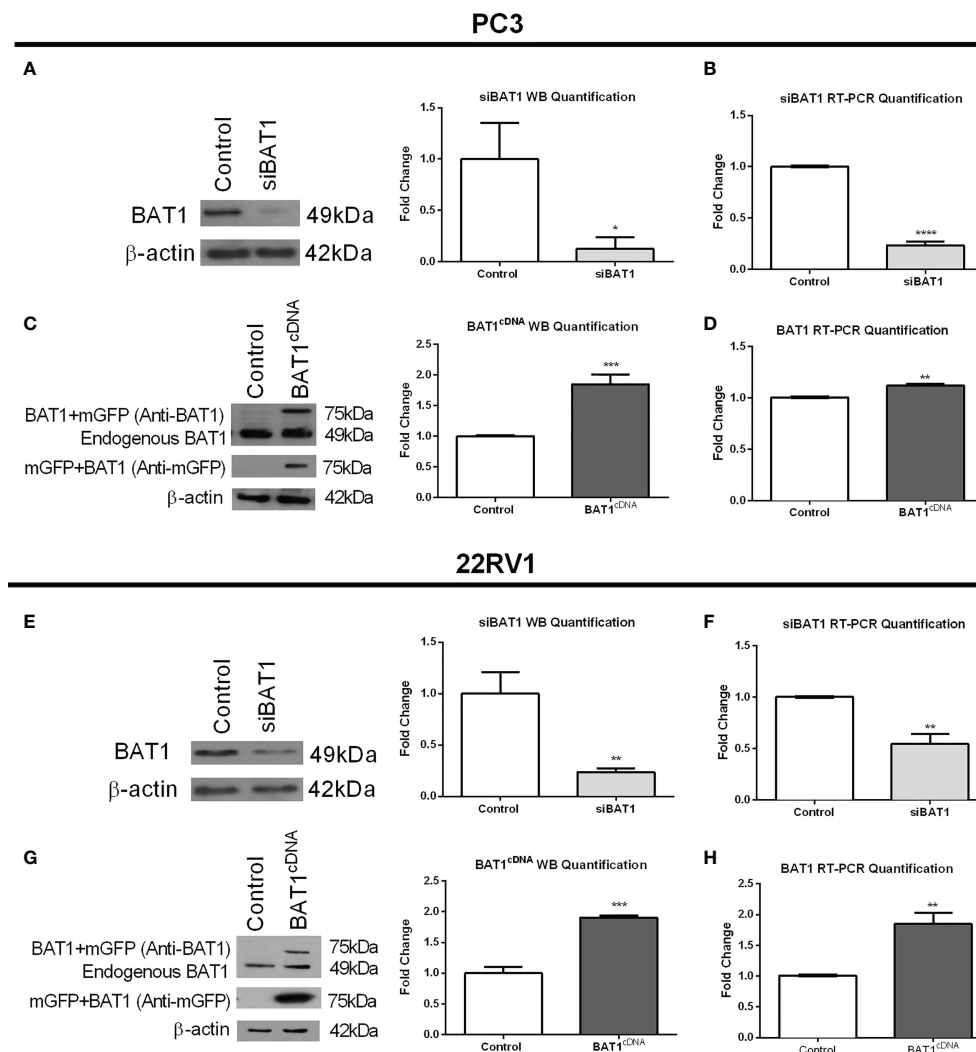 PC3
A
Control
siBAT1
BAT1
49kDa
β-actin
42kDa
siBAT1 WB Quantification
Fold Change
1.5
1.0
0.5
0.0
*
Control
siBAT1
B
siBAT1 RT-PCR Quantification
Fold Change
1.5
1.0
0.5
0.0
****
Control
siBAT1
C
Control
BAT1cDNA
BAT1+mGFP (Anti-BAT1)
75kDa
Endogenous BAT1
49kDa
mGFP+BAT1 (Anti-mGFP)
75kDa
β-actin
42kDa
BAT1cDNA WB Quantification
Fold Change
2.5
2.0
1.5
1.0
0.5
0.0
***
Control
BAT1cDNA
D
BAT1 RT-PCR Quantification
Fold Change
1.5
1.0
0.5
0.0
**
Control
BAT1cDNA
22RV1
E
Control
siBAT1
BAT1
49kDa
β-actin
42kDa
siBAT1 WB Quantification
Fold Change
1.5
1.0
0.5
0.0
**
Control
siBAT1
F
siBAT1 RT-PCR Quantification
Fold Change
1.5
1.0
0.5
0.0
**
Control
siBAT1
G
Control
BAT1cDNA
BAT1+mGFP (Anti-BAT1)
75kDa
Endogenous BAT1
49kDa
mGFP+BAT1 (Anti-mGFP)
75kDa
β-actin
42kDa
BAT1cDNA WB Quantification
Fold Change
2.5
2.0
1.5
1.0
0.5
0.0
***
Control
BAT1cDNA
H
BAT1 RT-PCR Quantification
Fold Change
2.5
2.0
1.5
1.0
0.5
0.0
**
Control
BAT1cDNA